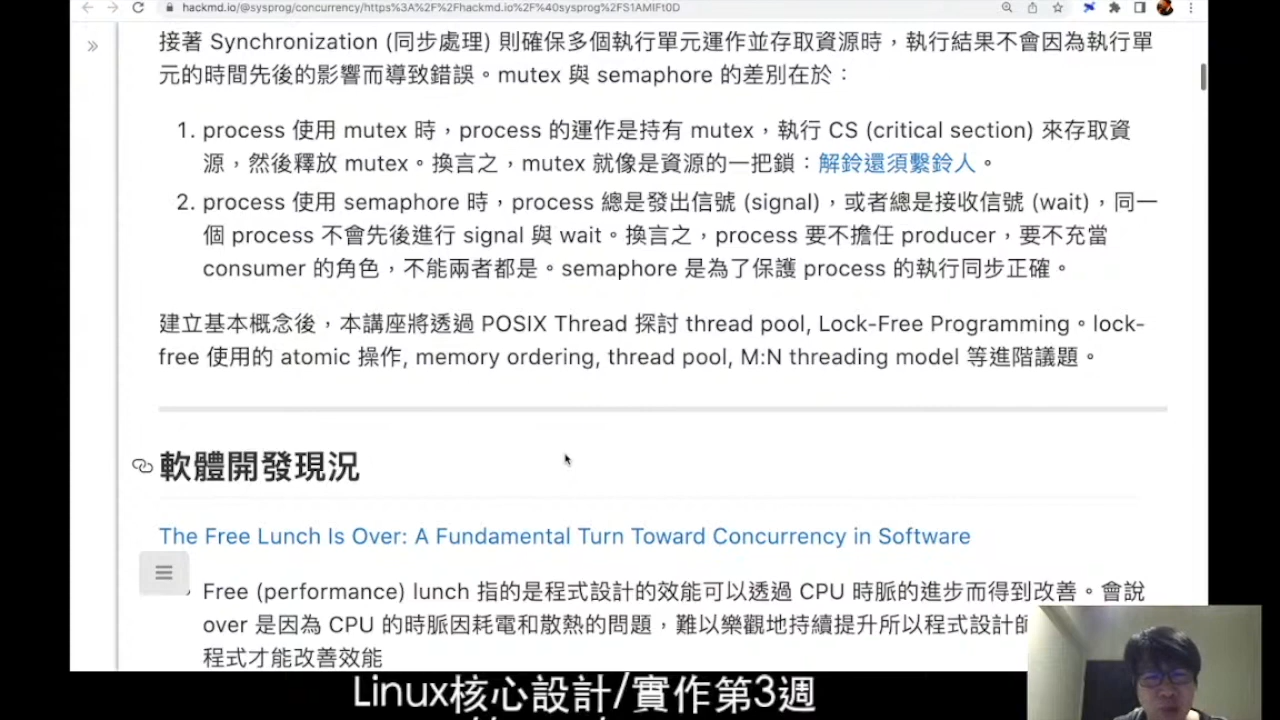 hackmd.io/@sysprog/concurrency/https%3A%2F%2Fhackmd.io%2F%40sysprog%2FS1AMIFt0D
接著 Synchronization (同步處理) 則確保多個執行單元運作並存取資源時，執行結果不會因為執行單
元的時間先後的影響而導致錯誤。mutex 與 semaphore 的差別在於：
1. process 使用 mutex 時，process 的運作是持有 mutex，執行 CS (critical section) 來存取資
源，然後釋放 mutex。換言之，mutex 就像是資源的一把鎖：解鈴還須繫鈴人。
2. process 使用 semaphore 時，process 總是發出信號 (signal)，或者總是接收信號 (wait)，同一
個 process 不會先後進行 signal 與 wait。換言之，process 要不擔任 producer，要不充當
consumer 的角色，不能兩者都是。semaphore 是為了保護 process 的執行同步正確。
建立基本概念後，本講座將透過 POSIX Thread 探討 thread pool, Lock-Free Programming。lock-
free 使用的 atomic 操作, memory ordering, thread pool, M:N threading model 等進階議題。
軟體開發現況
The Free Lunch Is Over: A Fundamental Turn Toward Concurrency in Software
Free (performance) lunch 指的是程式設計的效能可以透過 CPU 時脈的進步而得到改善。會說
over 是因為 CPU 的時脈因耗電和散熱的問題，難以樂觀地持續提升所以程式設計
程式才能改善效能
Linux核心設計/實作第3週